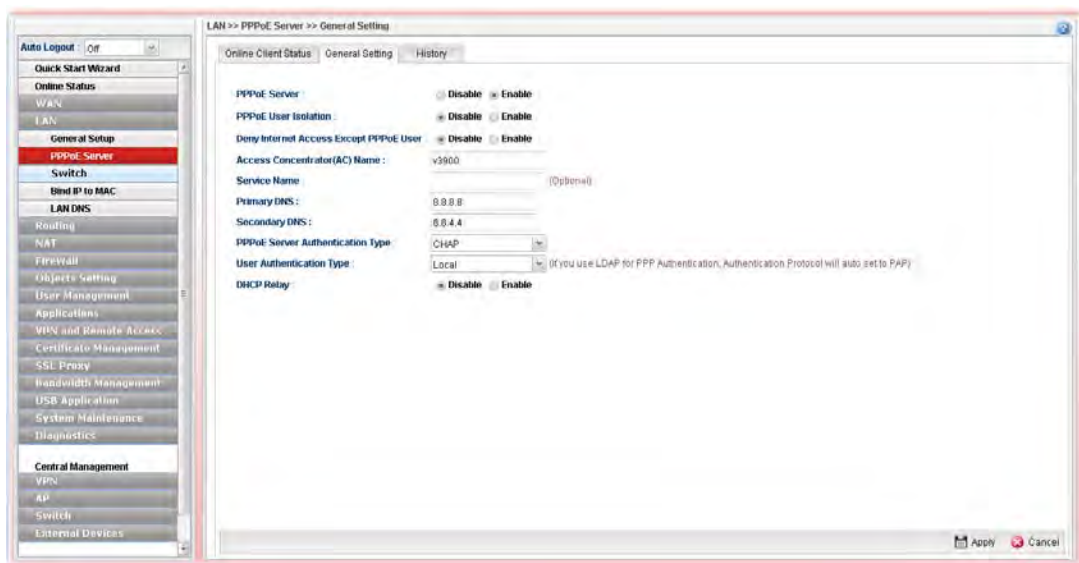 LAN >> PPPoE Server >> General Setting
Auto Logout : Off
Quick Start Wizard
Online Status
WAN
LAN
General Setup
PPPoE Server
Switch
Bind IP to MAC
LAN DNS
Routing
NAT
Firewall
Objects Setting
User Management
Applications
VPN and Remote Access
Certificate Management
SSL Proxy
Bandwidth Management
USB Application
System Maintenance
Diagnostics
Central Management
VPN
AP
Switch
External Devices
Online Client Status General Setting History
PPPoE Server : Disable Enable
PPPoE User Isolation : Disable Enable
Deny Internet Access Except PPPoE User : Disable Enable
Access Concentrator(AC) Name : v3900
Service Name : (Optional)
Primary DNS : 8.8.8.8
Secondary DNS : 8.8.4.4
PPPoE Server Authentication Type : CHAP
User Authentication Type : Local (If you use LDAP for PPP Authentication, Authentication Protocol will auto set to PAP)
DHCP Relay : Disable Enable
Apply Cancel